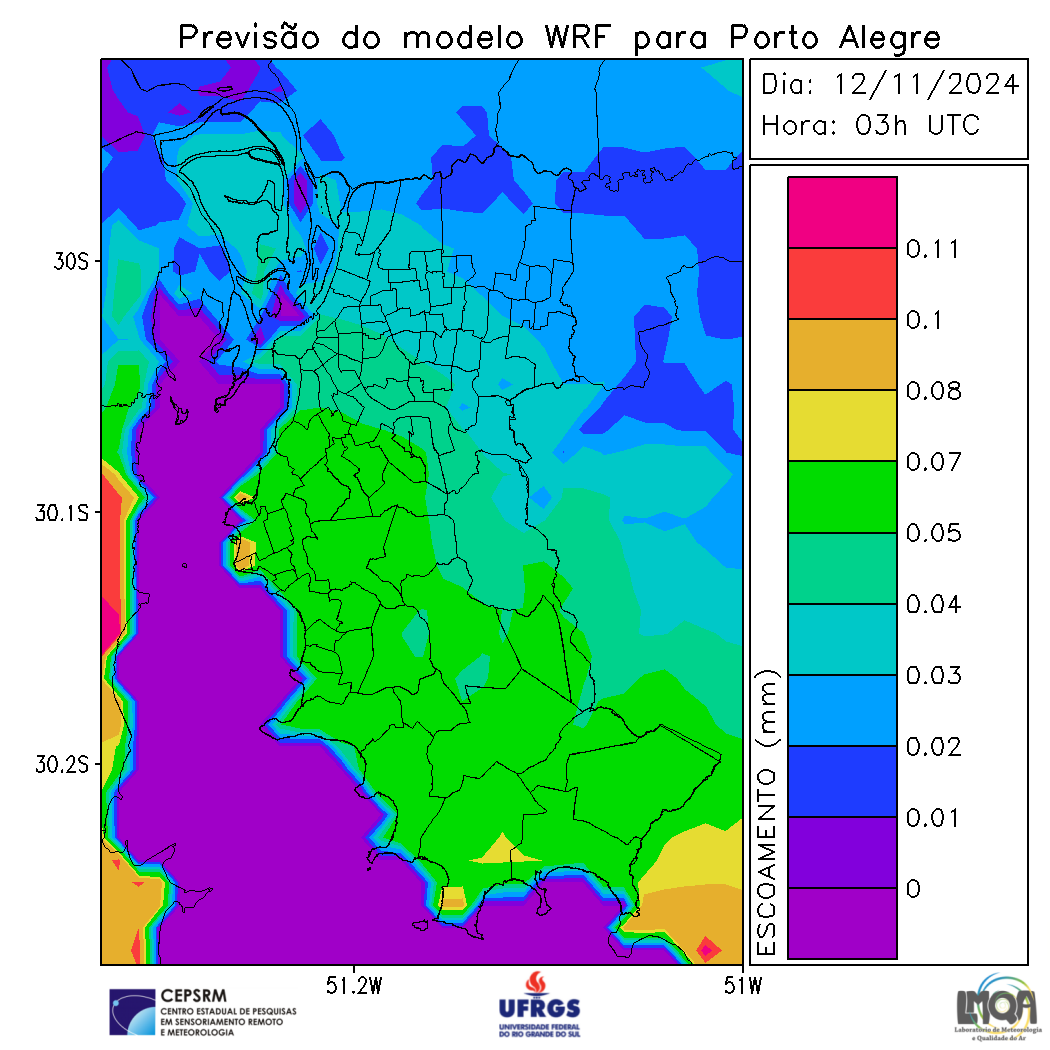 Previsão do modelo WRF para Porto Alegre
Dia: 12/11/2024
Hora: 03h UTC
30S
30.1S
30.2S
51.2W
51W
ESCOAMENTO (mm)
0.11
0.1
0.08
0.07
0.05
0.04
0.03
0.02
0.01
0
CEPSRM
CENTRO ESTADUAL DE PESQUISAS
EM SENSORIAMENTO REMOTO
E METEOROLOGIA
UFRGS
UNIVERSIDADE FEDERAL
DO RIO GRANDE DO SUL
LMQA
Laboratório de Meteorologia
e Qualidade do Ar